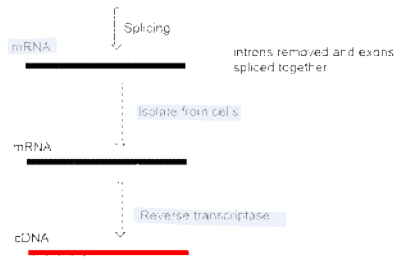 Splicing
mRNA
introns removed and exons
spliced together
Isolate from cells
mRNA
Reverse transcriptase
cDNA